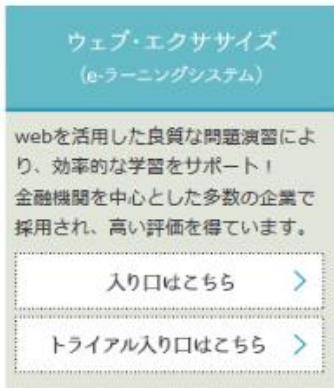 ウェブ・エクササイズ
(e-ラーニングシステム)
webを活用した良質な問題演習によ
り、効率的な学習をサポート！
金融機関を中心とした多数の企業で
採用され、高い評価を得ています。
入り口はこちら
トライアル入り口はこちら